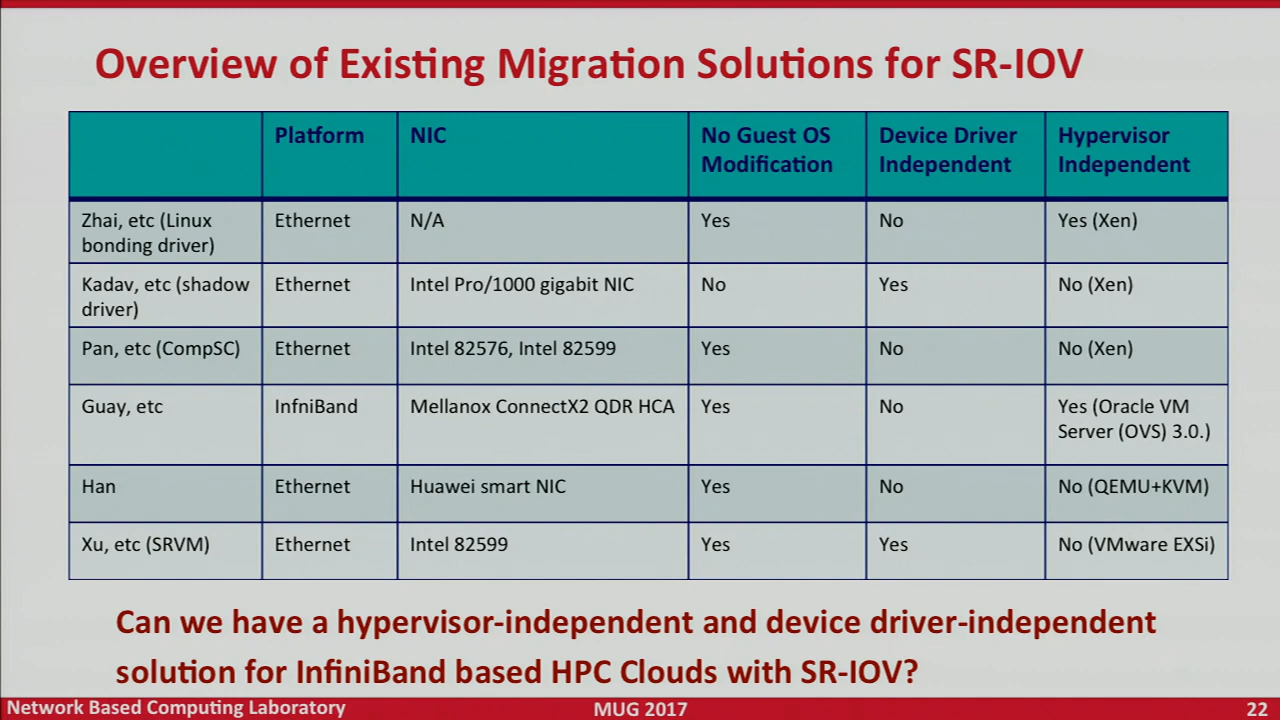 Overview of Existing Migration Solutions for SR-IOV
Platform
NIC
No Guest OS
Modification
Device Driver
Independent
Hypervisor
Independent
Zhai, etc (Linux
bonding driver)
Ethernet
N/A
Yes
No
Yes (Xen)
Kadav, etc (shadow
driver)
Ethernet
Intel Pro/1000 gigabit NIC
No
Yes
No (Xen)
Pan, etc (CompSC)
Ethernet
Intel 82576, Intel 82599
Yes
No
No (Xen)
Guay, etc
InfniBand
Mellanox ConnectX2 QDR HCA
Yes
No
Yes (Oracle VM
Server (OVS) 3.0.)
Han
Ethernet
Huawei smart NIC
Yes
No
No (QEMU+KVM)
Xu, etc (SRVM)
Ethernet
Intel 82599
Yes
Yes
No (VMware EXSi)
Can we have a hypervisor-independent and device driver-independent
solution for InfiniBand based HPC Clouds with SR-IOV?
Network Based Computing Laboratory
MUG 2017
22